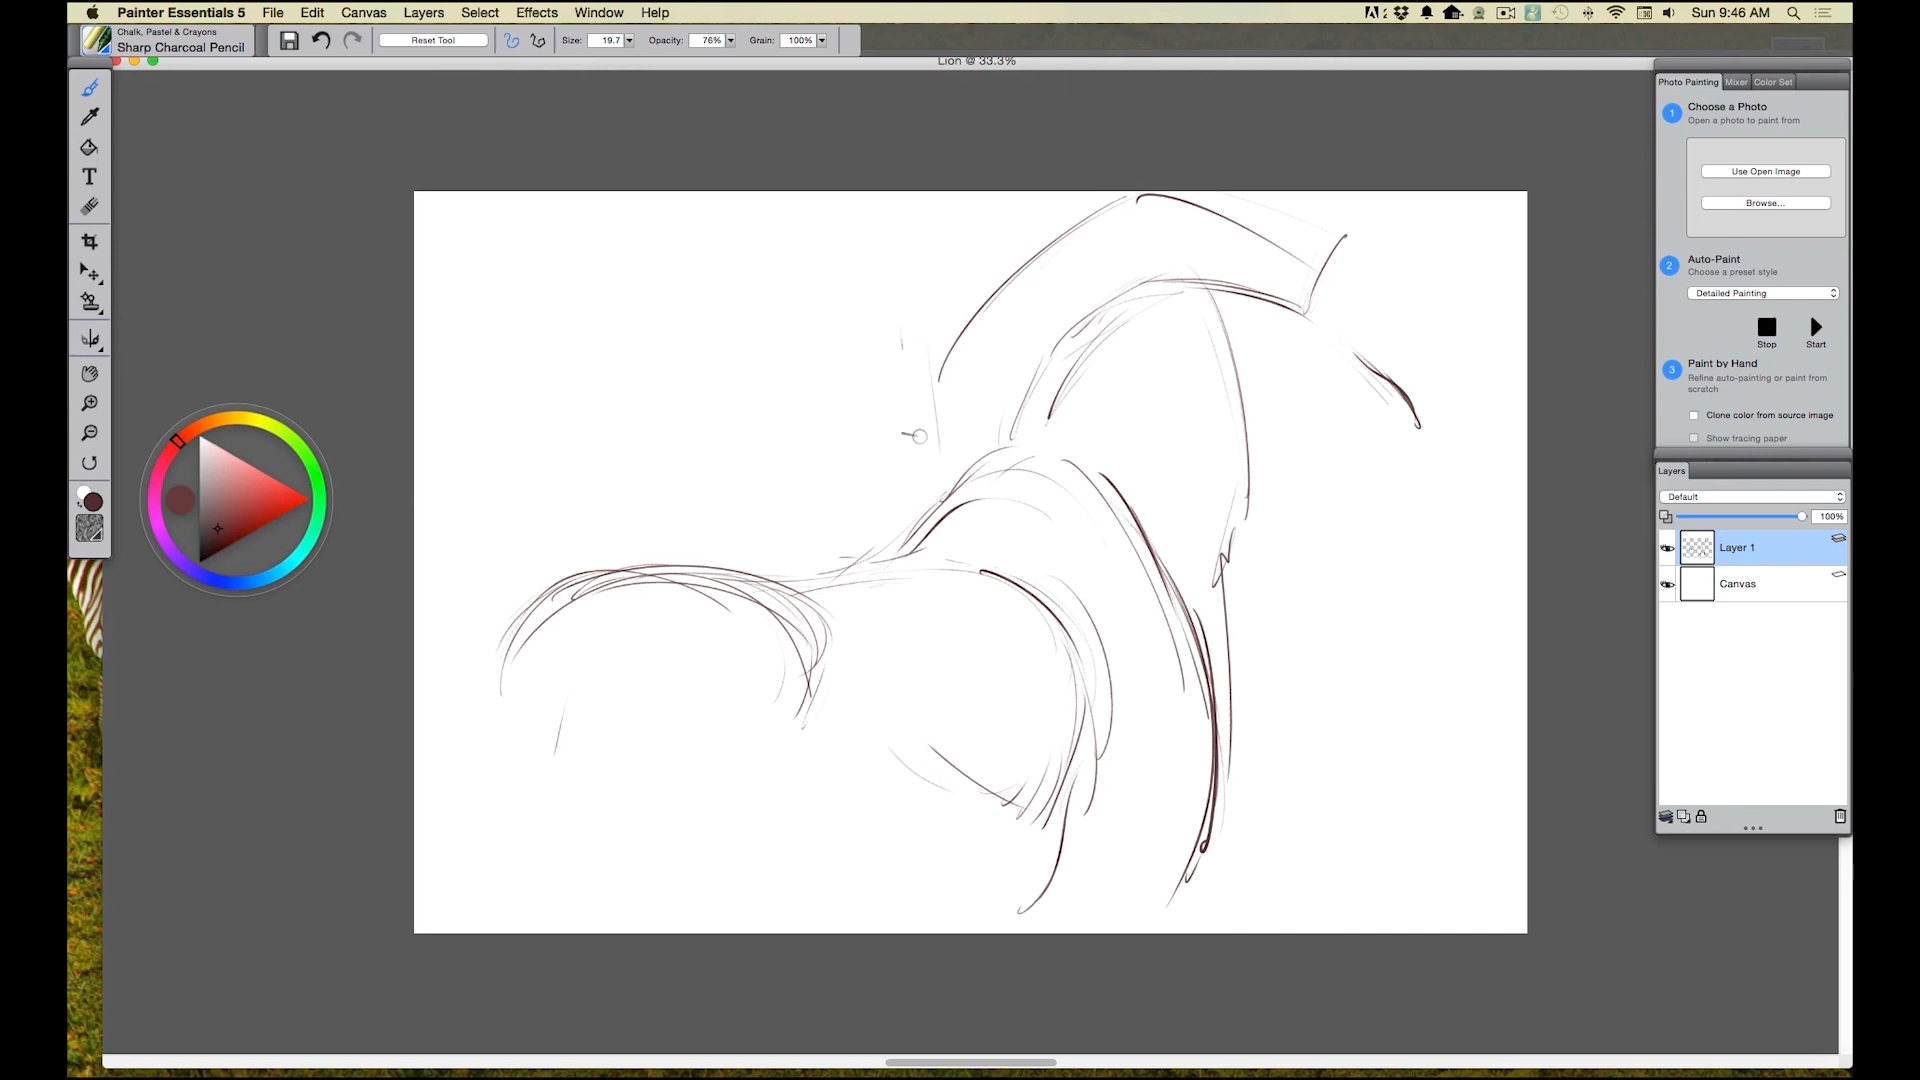 Painter Essentials 5 File Edit Canvas Layers Select Effects Window Help
Sun 9:46 AM
Chalk, Pastel & Crayons
Sharp Charcoal Pencil
Reset Tool
Size: 19.7
Opacity: 76%
Grain: 100%
Lion @ 33.3%
Photo Painting Mixer Color Set
1 Choose a Photo
Open a photo to paint from
Use Open Image
Browse...
2 Auto-Paint
Choose a preset style
Detailed Painting
Stop Start
3 Paint by Hand
Refine auto-painting or paint from
scratch
Clone color from source image
Show tracing paper
Layers
Default
100%
Layer 1
Canvas